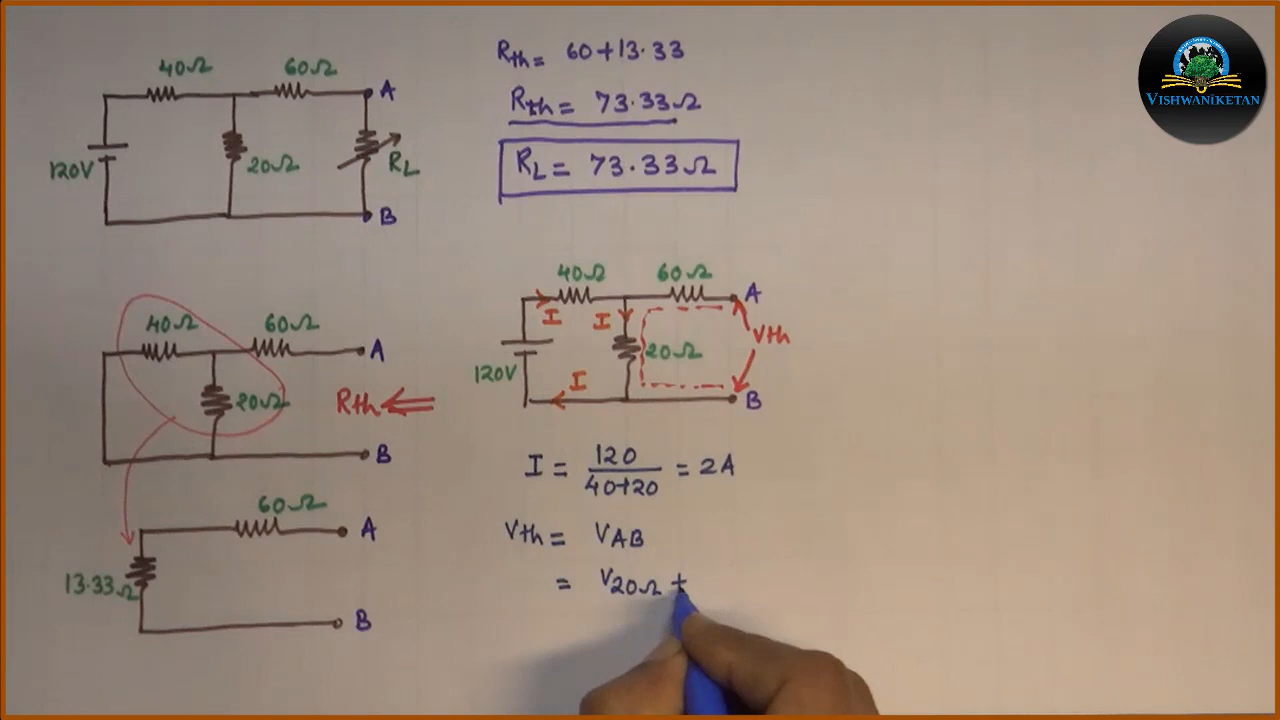 40Ω 60Ω A
120V 20Ω RL
B
40Ω 60Ω A
20Ω Rth
B
60Ω A
13.33Ω
B
Rth = 60+13.33
Rth = 73.33Ω
RL = 73.33Ω
40Ω 60Ω A
I I
20Ω Vth
120V I B
I = 120/40+20 = 2A
Vth = VAB
= V20Ω +
VISHWANIKETAN